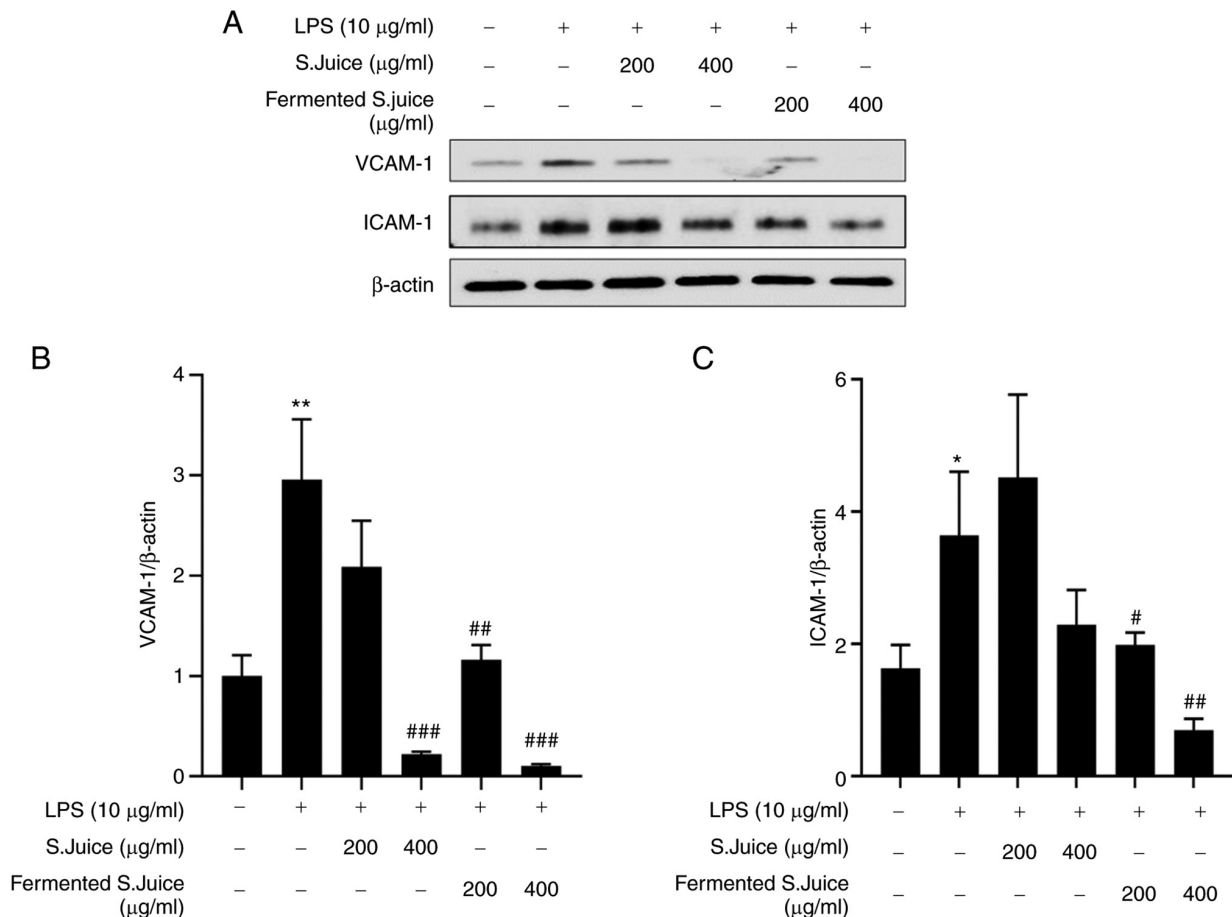 A
LPS (10 μg/ml) – + + + + +
S.Juice (μg/ml) – – 200 400 – –
Fermented S.juice – – – – 200 400
(μg/ml)
VCAM-1
ICAM-1
β-actin
B
4
3
2
1
0
VCAM-1/β-actin
**
###
##
###
LPS (10 μg/ml) – + + + + +
S.Juice (μg/ml) – – 200 400 – –
Fermented S.Juice – – – – 200 400
(μg/ml)
C
6
4
2
0
ICAM-1/β-actin
*
#
##
LPS (10 μg/ml) – + + + + +
S.Juice (μg/ml) – – 200 400 – –
Fermented S.Juice – – – – 200 400
(μg/ml)